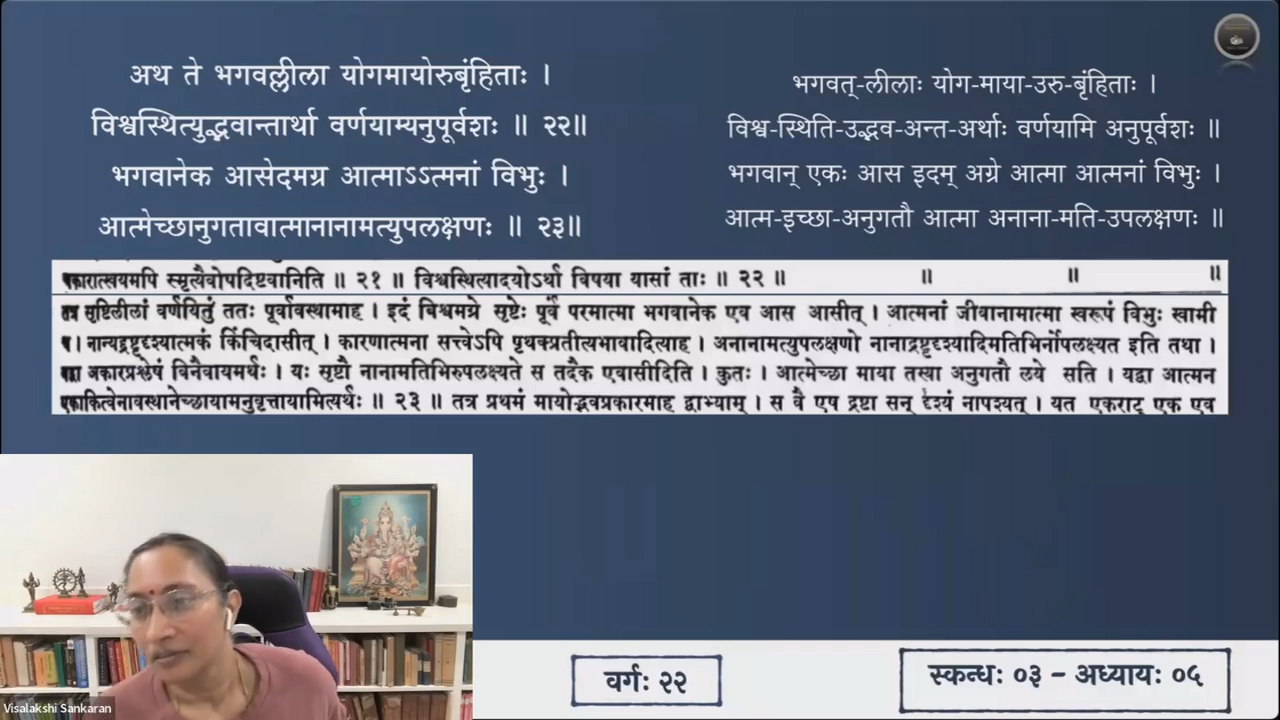 अथ ते भगवल्लीला योगमायोरुबृंहिताः ।
विश्वस्थित्युद्भवान्तार्था वर्णयाम्यनुपूर्वशः ॥ २२॥
भगवानेक आसेदमग्र आत्माऽऽत्मनां विभुः ।
आत्मेच्छानुगतावात्मानानामत्युपलक्षणः ॥ २३॥
भगवत्-लीलाः योग-माया-उरु-बृंहिताः ।
विश्व-स्थिति-उद्भव-अन्त-अर्थाः वर्णयामि अनुपूर्वशः ॥
भगवान् एकः आस इदम् अग्रे आत्मा आत्मनां विभुः ।
आत्म-इच्छा-अनुगतौ आत्मा अनाना-मति-उपलक्षणः ॥
स्मृत्यैवोपदिष्टवानिति ॥ २१ ॥ विश्वस्थित्यादयोऽर्था विषया यासां ताः ॥ २२ ॥ ॥ ॥ ॥
सृष्टिलीलां वर्णयितुं ततः पूर्वावस्थामाह । इदं विश्वमग्रे सृष्टेः पूर्वं परमात्मा भगवानेक एव आस आसीत् । आत्मनां जीवानामात्मा स्वरूपं विभुः स्वामी
। नान्यद्रष्टृदृश्यात्मकं किंचिदासीत् । कारणात्मना सत्त्वेऽपि पृथक्प्रतीत्यभावादित्याह । अनानामत्युपलक्षणो नानाद्रष्टृदृश्यादिमतिभिर्नोपलक्ष्यत इति तथा ।
अकारप्रश्लेषं विनैवायमर्थः । यः सृष्टौ नानामतिभिरुपलक्ष्यते स तदैक एवासीदिति । कुतः । आत्मेच्छा माया तस्या अनुगतौ लये सति । यद्वा आत्मन
एकाकित्वेनावस्थानेच्छायामनुवृत्तायामित्यर्थः ॥ २३ ॥ तत्र प्रथमं मायोद्भवप्रकारमाह द्वाभ्याम् । स वै एष द्रष्टा सन् दृश्यं नापश्यत् । यत एकराट् एक एव
Visalakshi Sankaran
वर्गः २२
स्कन्धः ०३ - अध्यायः ०५